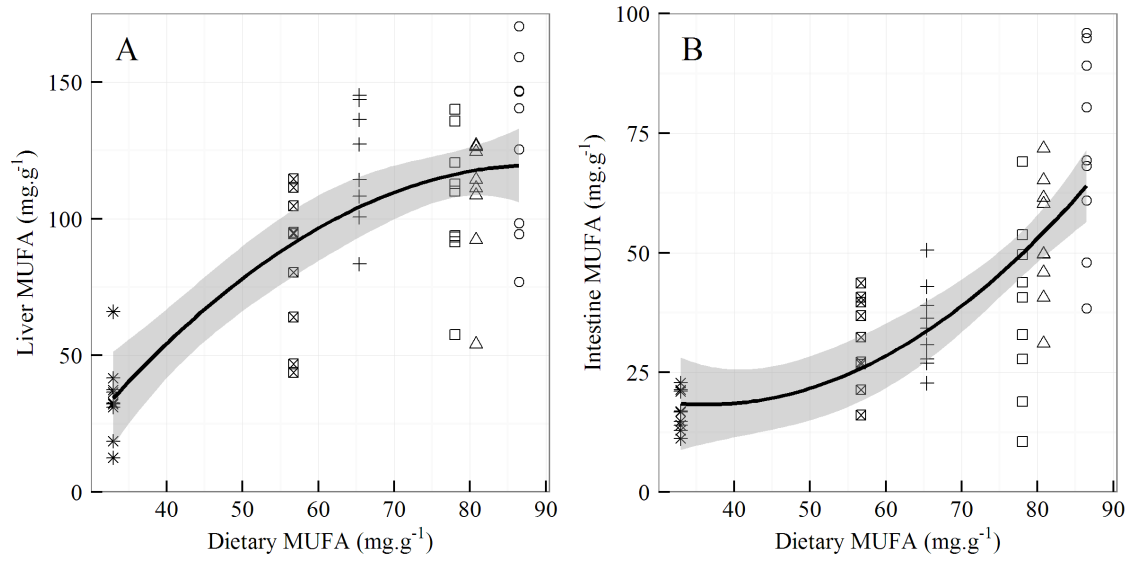 A
150
100
50
0
Liver MUFA (mg.g⁻¹)
40 50 60 70 80 90
Dietary MUFA (mg.g⁻¹)
B
100
75
50
25
0
Intestine MUFA (mg.g⁻¹)
40 50 60 70 80 90
Dietary MUFA (mg.g⁻¹)